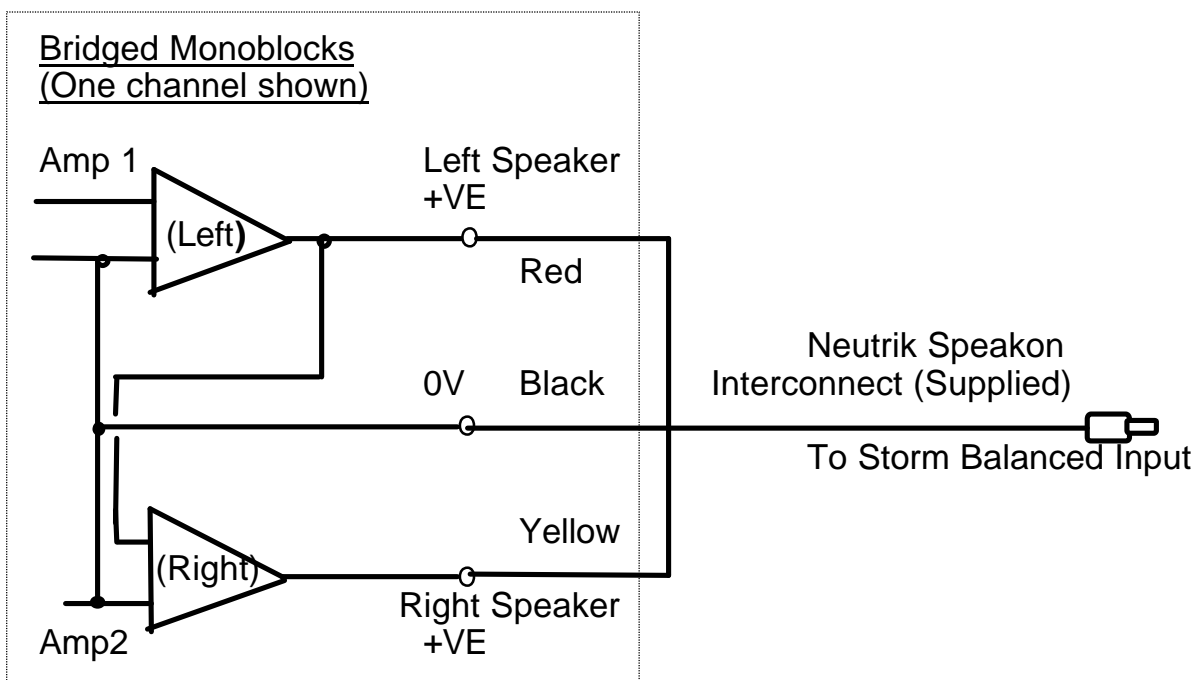 Bridged Monoblocks
(One channel shown)
Amp 1
Left Speaker
+VE
(Left)
Red
Neutrik Speakon
Interconnect (Supplied)
0V
Black
To Storm Balanced Input
Yellow
(Right)
Right Speaker
+VE
Amp2